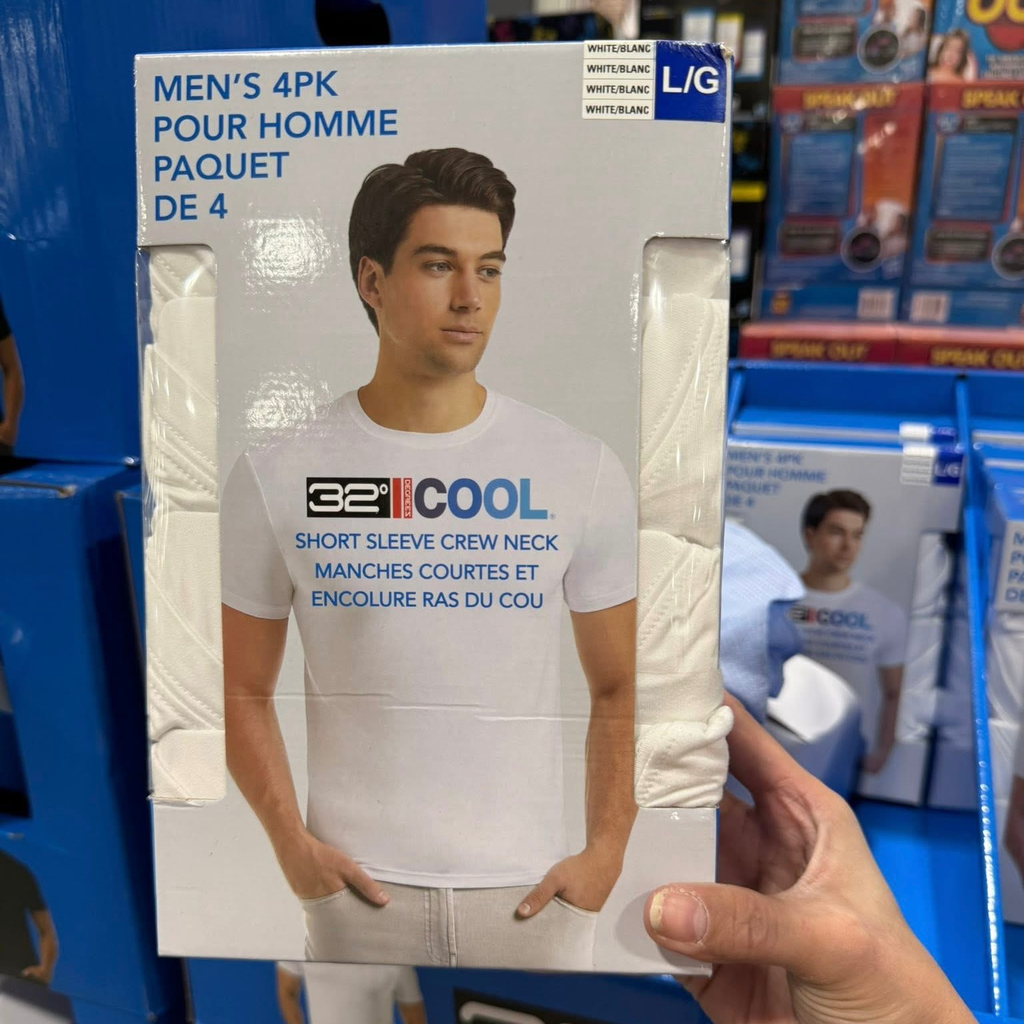 MEN'S 4PK
POUR HOMME
PAQUET
DE 4
WHITE/BLANC
WHITE/BLANC
WHITE/BLANC
WHITE/BLANC
L/G
32° DEGREES COOL®
SHORT SLEEVE CREW NECK
MANCHES COURTES ET
ENCOLURE RAS DU COU
SPEAK OUT
SPEAK OUT
SPEAK OUT
SPEAK OUT
MEN'S 4PK
POUR HOMME
PAQUET
DE 4
L/G
32° COOL